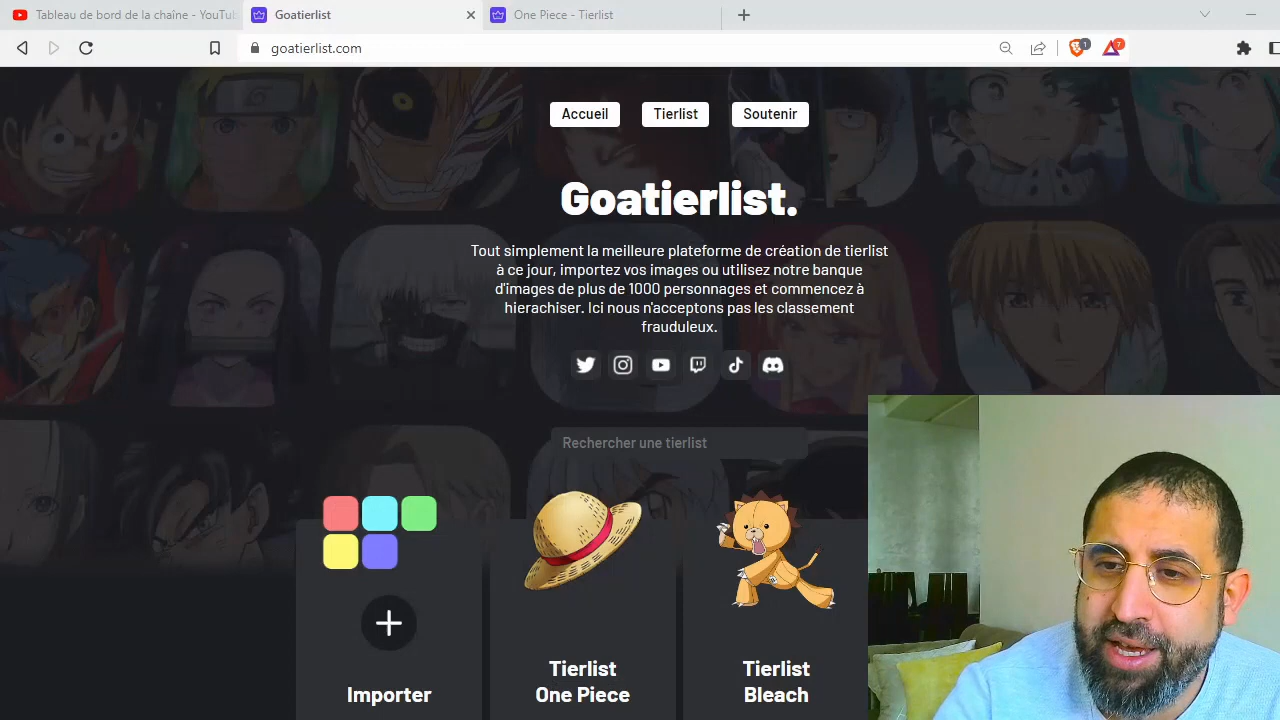 Tableau de bord de la chaîne - YouTub
Goatierlist
One Piece - Tierlist
goatierlist.com
1
7
Accueil
Tierlist
Soutenir
Goatierlist.
Tout simplement la meilleure plateforme de création de tierlist
à ce jour, importez vos images ou utilisez notre banque
d'images de plus de 1000 personnages et commencez à
hierachiser. Ici nous n'acceptons pas les classement
frauduleux.
Rechercher une tierlist
Importer
Tierlist
One Piece
Tierlist
Bleach